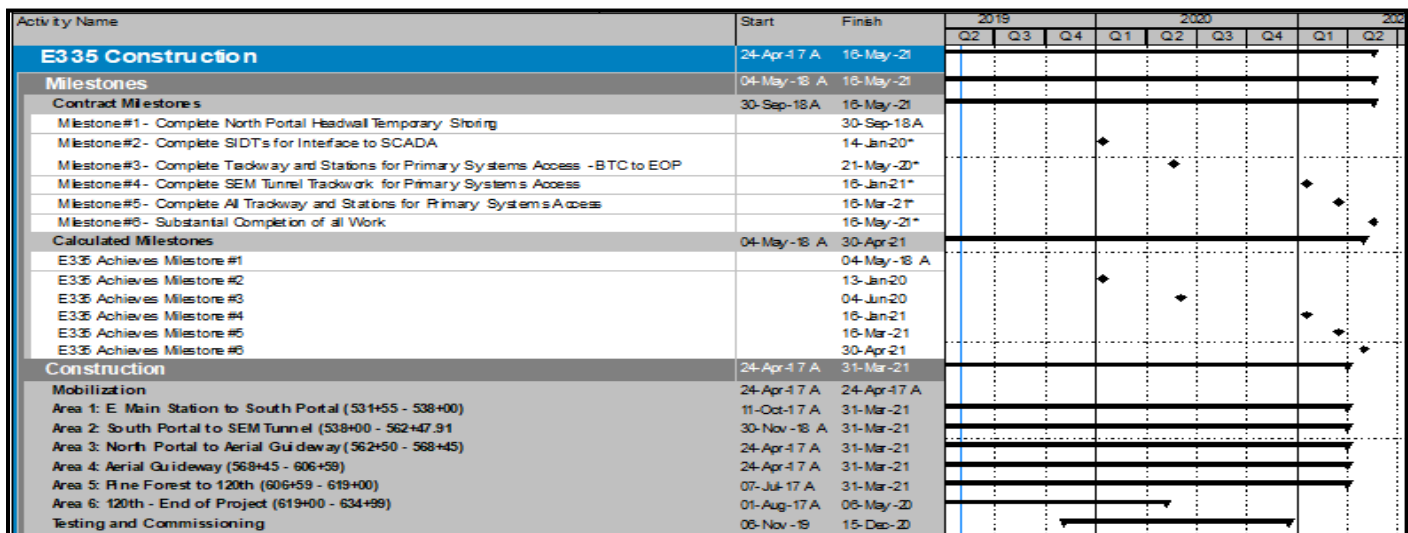 Activity Name Start Finish 2019 2020 202
Q2 Q3 Q4 Q1 Q2 Q3 Q4 Q1 Q2
E335 Construction 24-Apr-17 A 16-May-21
Milestones 04-May-18 A 16-May-21
Contract Milestones 30-Sep-18 A 16-May-21
Milestone #1 - Complete North Portal Headwall Temporary Shoring 30-Sep-18 A
Milestone #2 - Complete SIDT's for Interface to SCADA 14-Jan-20*
Milestone #3 - Complete Trackway and Stations for Primary Systems Access - BTC to EOP 21-May-20*
Milestone #4 - Complete SEM Tunnel Trackwork for Primary Systems Access 16-Jan-21*
Milestone #5 - Complete All Trackway and Stations for Primary Systems Access 16-Mar-21*
Milestone #6 - Substantial Completion of all Work 16-May-21*
Calculated Milestones 04-May-18 A 30-Apr-21
E335 Achieves Milestone #1 04-May-18 A
E335 Achieves Milestone #2 13-Jan-20
E335 Achieves Milestone #3 04-Jun-20
E335 Achieves Milestone #4 16-Jan-21
E335 Achieves Milestone #5 16-Mar-21
E335 Achieves Milestone #6 30-Apr-21
Construction 24-Apr-17 A 31-Mar-21
Mobilization 24-Apr-17 A 24-Apr-17 A
Area 1: E. Main Station to South Portal (531+55 - 538+00) 11-Oct-17 A 31-Mar-21
Area 2: South Portal to SEM Tunnel (538+00 - 562+47.91 30-Nov-18 A 31-Mar-21
Area 3: North Portal to Aerial Guideway (562+50 - 568+45) 24-Apr-17 A 31-Mar-21
Area 4: Aerial Guideway (568+45 - 606+59) 24-Apr-17 A 31-Mar-21
Area 5: Pine Forest to 120th (606+59 - 619+00) 07-Jul-17 A 31-Mar-21
Area 6: 120th - End of Project (619+00 - 634+99) 01-Aug-17 A 06-May-20
Testing and Commissioning 06-Nov-19 15-Dec-20